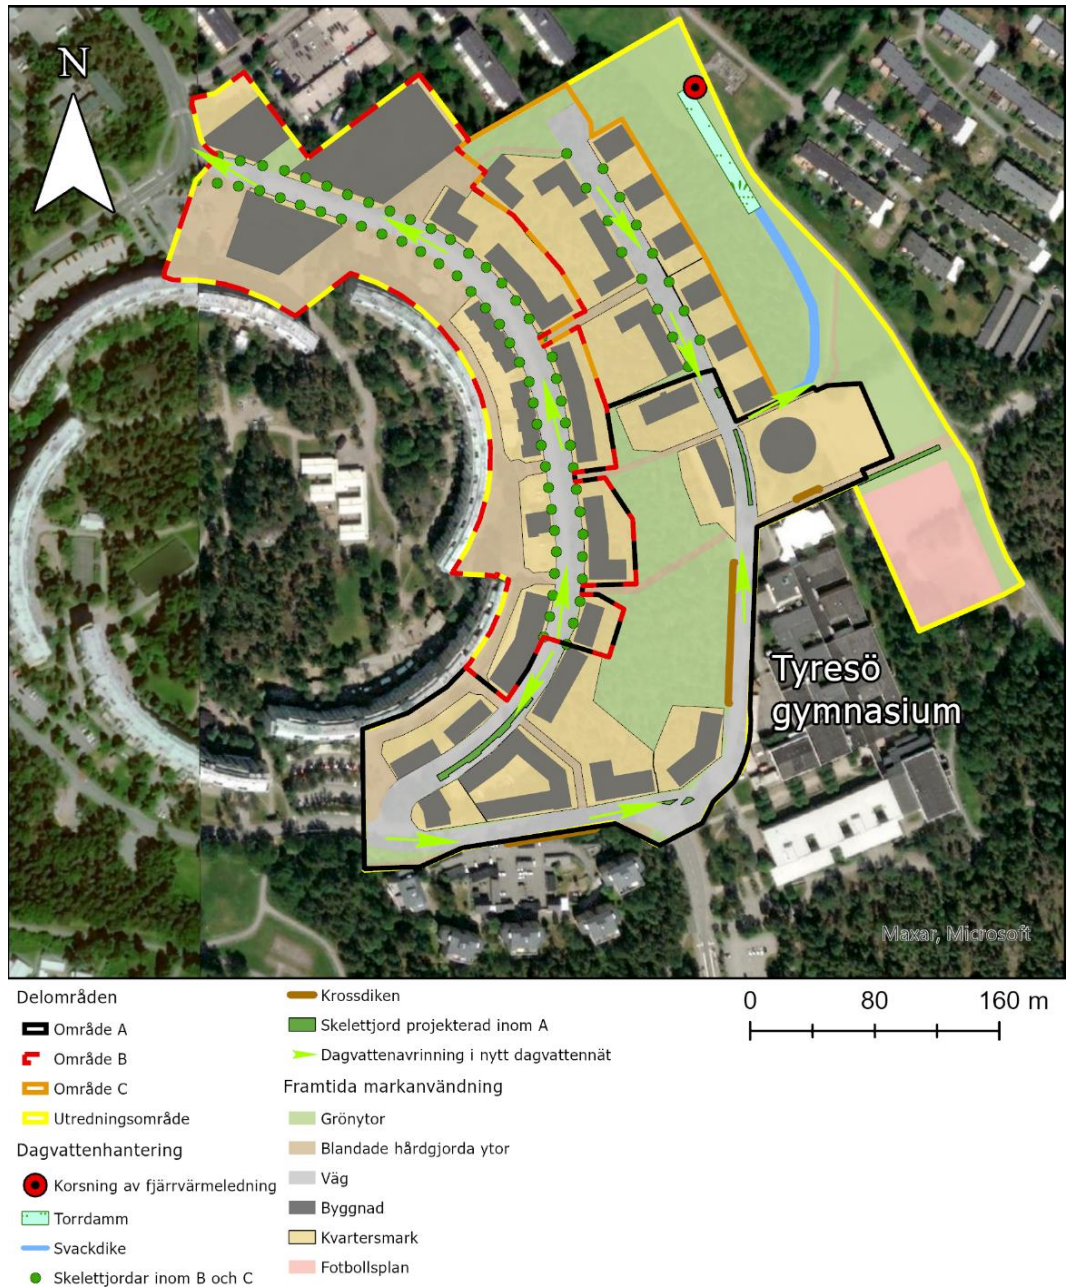 N
Tyresö
gymnasium
Maxar, Microsoft
Delområden
Område A
Område B
Område C
Utredningsområde
Dagvattenhantering
Korsning av fjärrvärmeledning
Torrdamm
Svackdike
Skelettjordar inom B och C
Krossdiken
Skelettjord projekterad inom A
Dagvattenavrinning i nytt dagvattennät
Framtida markanvändning
Grönytor
Blandade hårdgjorda ytor
Väg
Byggnad
Kvartersmark
Fotbollsplan
0 80 160 m